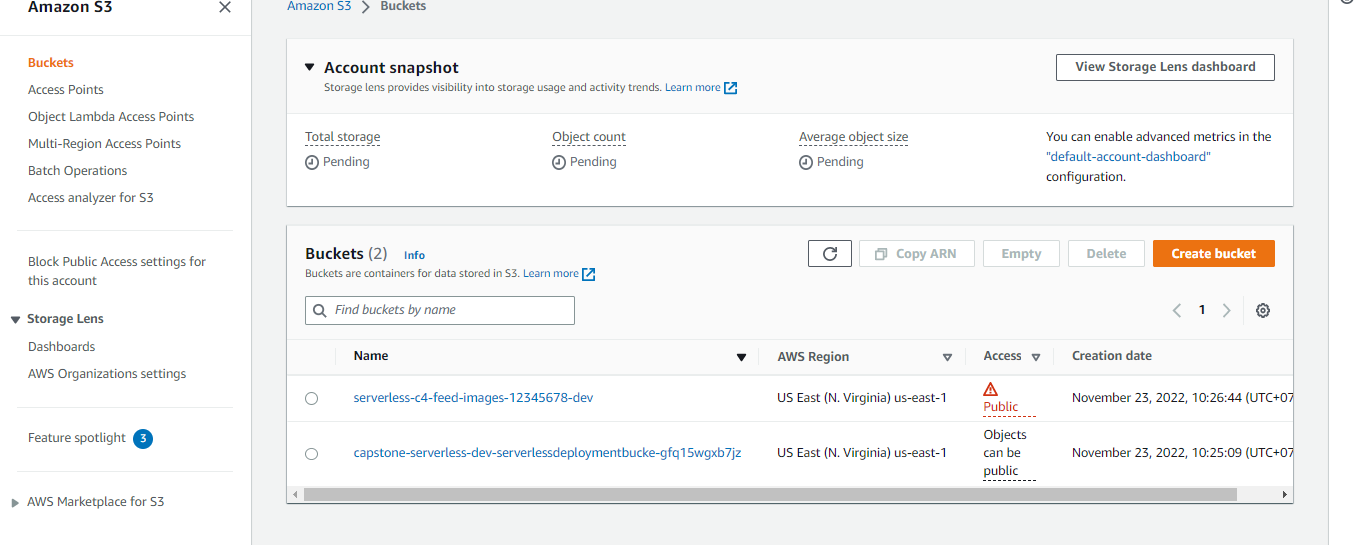 Amazon S3
Buckets
Access Points
Object Lambda Access Points
Multi-Region Access Points
Batch Operations
Access analyzer for S3
Block Public Access settings for
this account
Storage Lens
Dashboards
AWS Organizations settings
Feature spotlight 3
AWS Marketplace for S3
Amazon S3 > Buckets
Account snapshot
Storage lens provides visibility into storage usage and activity trends. Learn more
View Storage Lens dashboard
Total storage
Pending
Object count
Pending
Average object size
Pending
You can enable advanced metrics in the
"default-account-dashboard"
configuration.
Buckets (2) Info
Buckets are containers for data stored in S3. Learn more
Copy ARN
Empty
Delete
Create bucket
Find buckets by name
1
Name AWS Region Access Creation date
serverless-c4-feed-images-12345678-dev US East (N. Virginia) us-east-1 Public November 23, 2022, 10:26:44 (UTC+07
capstone-serverless-dev-serverlessdeploymentbucke-gfq15wgxb7jz US East (N. Virginia) us-east-1 Objects
can be
public
November 23, 2022, 10:25:09 (UTC+07